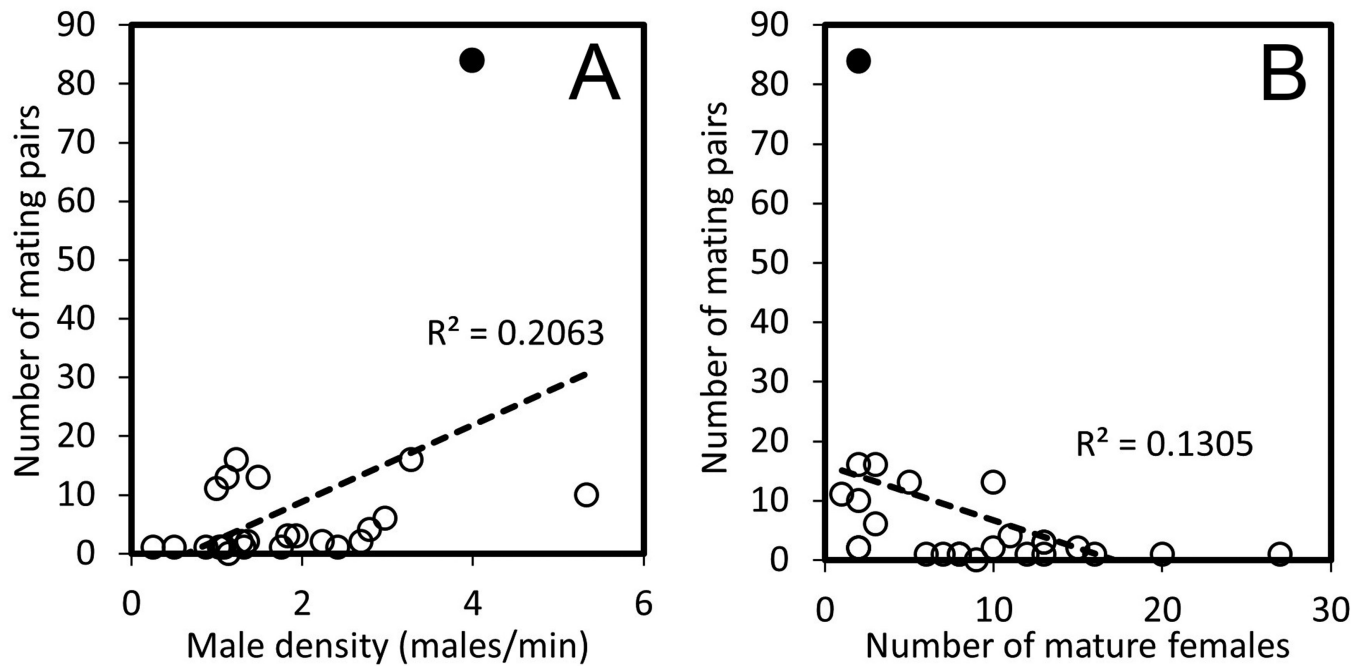 A
Number of mating pairs
90
80
70
60
50
40
30
20
10
0
R² = 0.2063
0 2 4 6
Male density (males/min)
B
Number of mating pairs
90
80
70
60
50
40
30
20
10
0
R² = 0.1305
0 10 20 30
Number of mature females